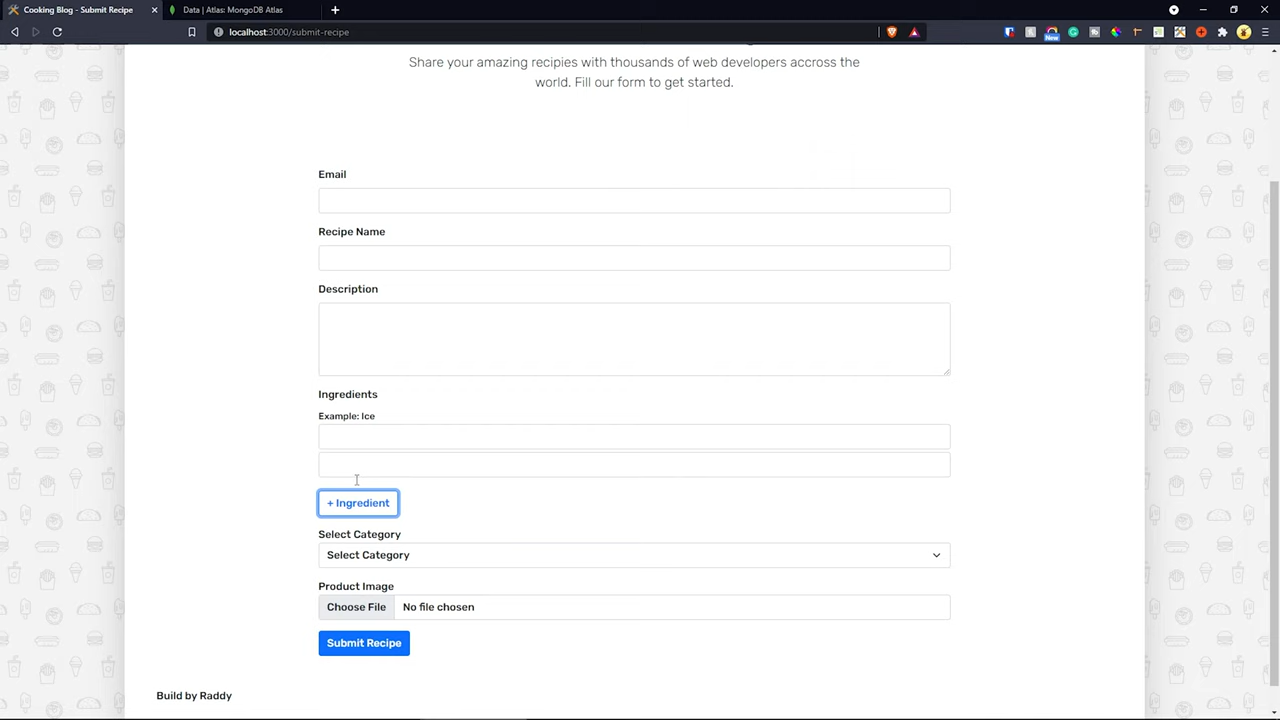 Cooking Blog - Submit Recipe
Data | Atlas: MongoDB Atlas
localhost:3000/submit-recipe
New
Share your amazing recpies with thousands of web developers accross the
world. Fill our form to get started.
Email
Recipe Name
Description
Ingredients
Example: Ice
+ Ingredient
Select Category
Select Category
Product Image
Choose File No file chosen
Submit Recipe
Build by Raddy